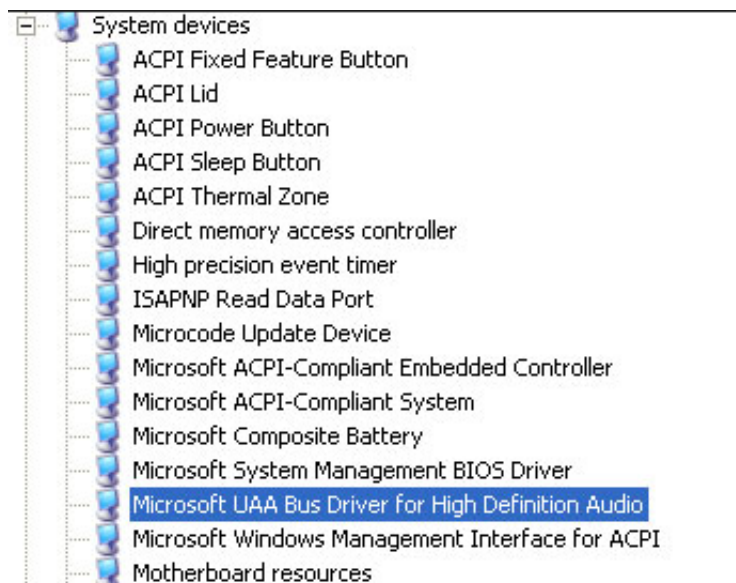 System devices
ACPI Fixed Feature Button
ACPI Lid
ACPI Power Button
ACPI Sleep Button
ACPI Thermal Zone
Direct memory access controller
High precision event timer
ISAPNP Read Data Port
Microcode Update Device
Microsoft ACPI-Compliant Embedded Controller
Microsoft ACPI-Compliant System
Microsoft Composite Battery
Microsoft System Management BIOS Driver
Microsoft UAA Bus Driver for High Definition Audio
Microsoft Windows Management Interface for ACPI
Motherboard resources